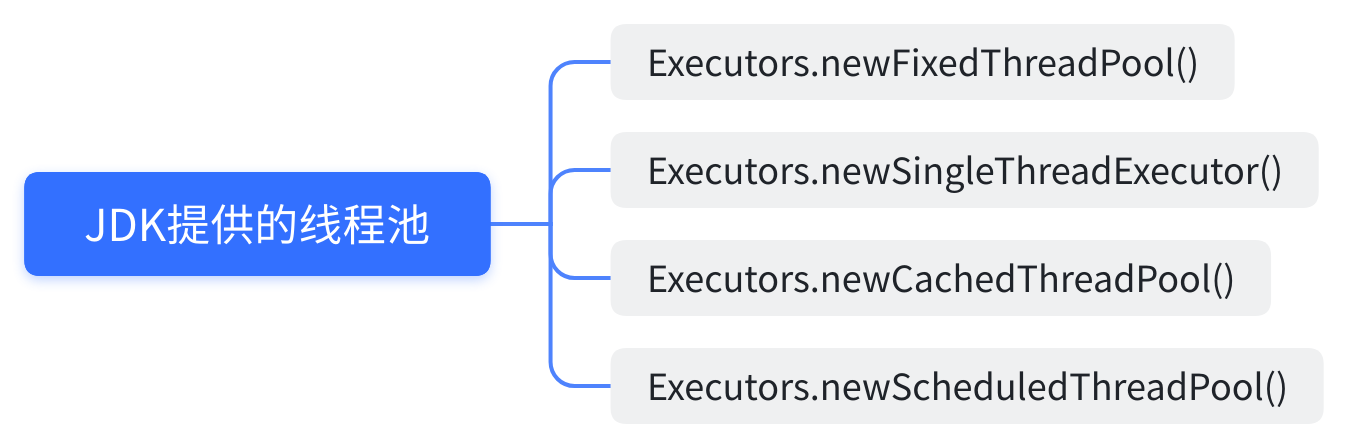 JDK提供的线程池
Executors.newFixedThreadPool()
Executors.newSingleThreadExecutor()
Executors.newCachedThreadPool()
Executors.newScheduledThreadPool()